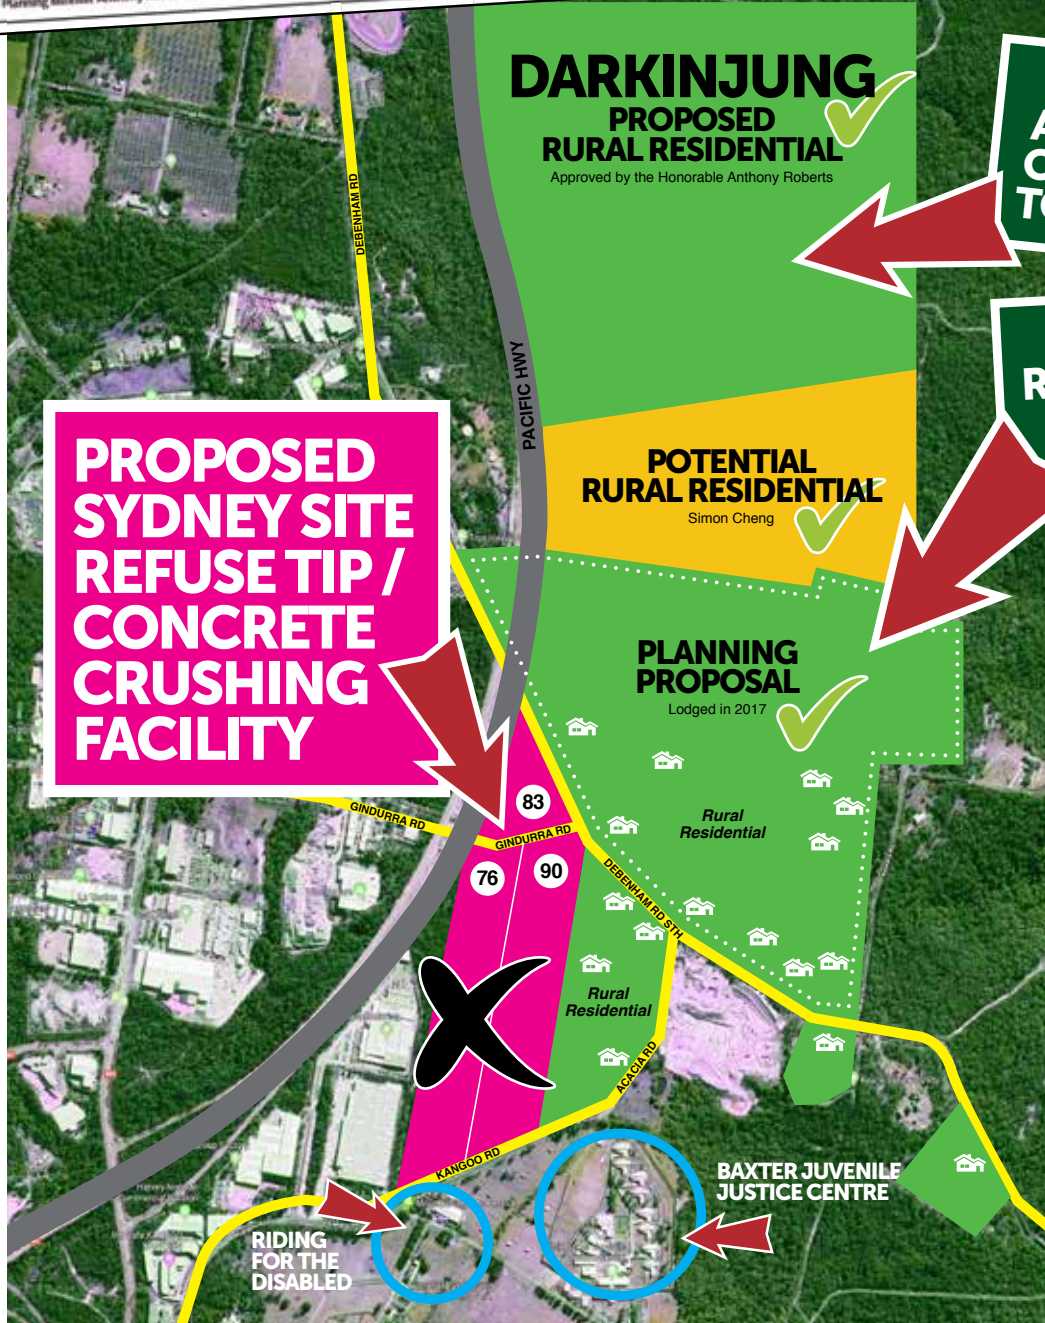 DARKINJUNG
PROPOSED
RURAL RESIDENTIAL
Approved by the Honorable Anthony Roberts
DEBENHAM RD
PACIFIC HWY
POTENTIAL
RURAL RESIDENTIAL
Simon Cheng
PROPOSED
SYDNEY SITE
REFUSE TIP /
CONCRETE
CRUSHING
FACILITY
PLANNING
PROPOSAL
Lodged in 2017
83
GINDURRA RD
GINDURRA RD
Rural
Residential
76
90
DEBENHAM RD STH
Rural
Residential
ACACIA RD
KANGOO RD
BAXTER JUVENILE
JUSTICE CENTRE
RIDING
FOR THE
DISABLED